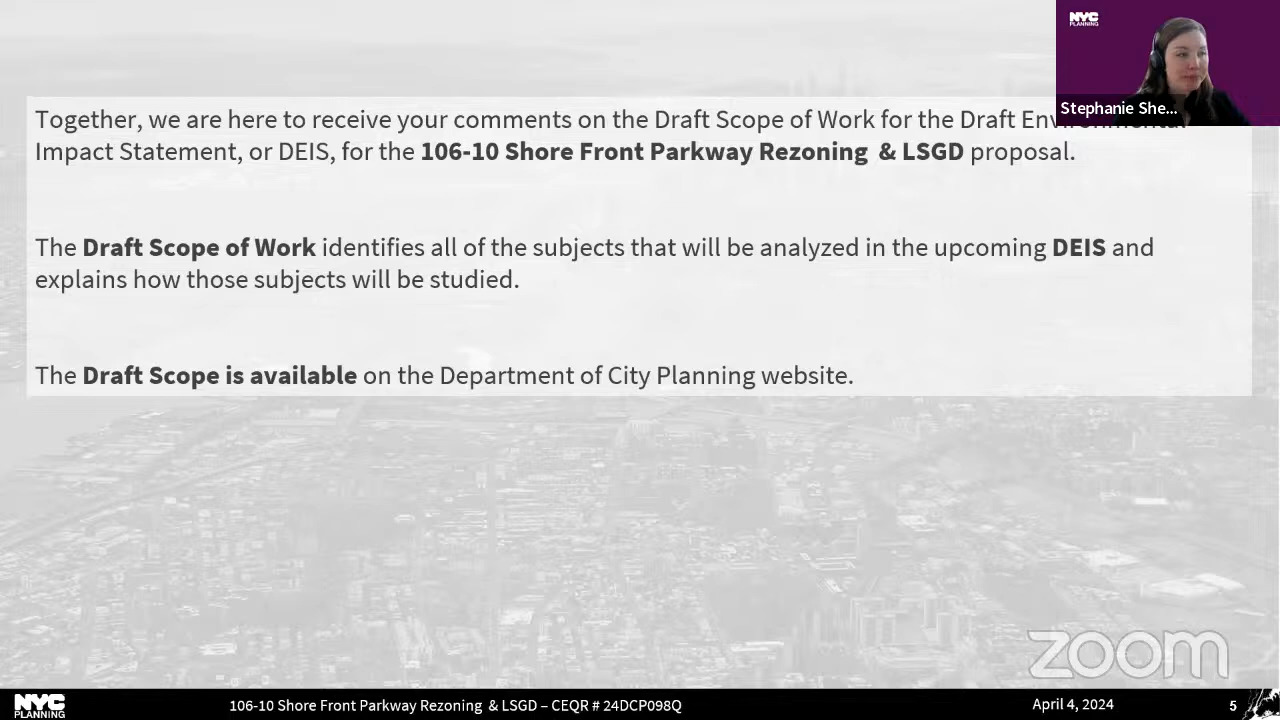 NYC
PLANNING
Stephanie She...
Together, we are here to receive your comments on the Draft Scope of Work for the Draft Environmental
Impact Statement, or DEIS, for the 106-10 Shore Front Parkway Rezoning & LSGD proposal.
The Draft Scope of Work identifies all of the subjects that will be analyzed in the upcoming DEIS and
explains how those subjects will be studied.
The Draft Scope is available on the Department of City Planning website.
zoom
NYC
PLANNING
106-10 Shore Front Parkway Rezoning & LSGD – CEQR # 24DCP098Q
April 4, 2024
5